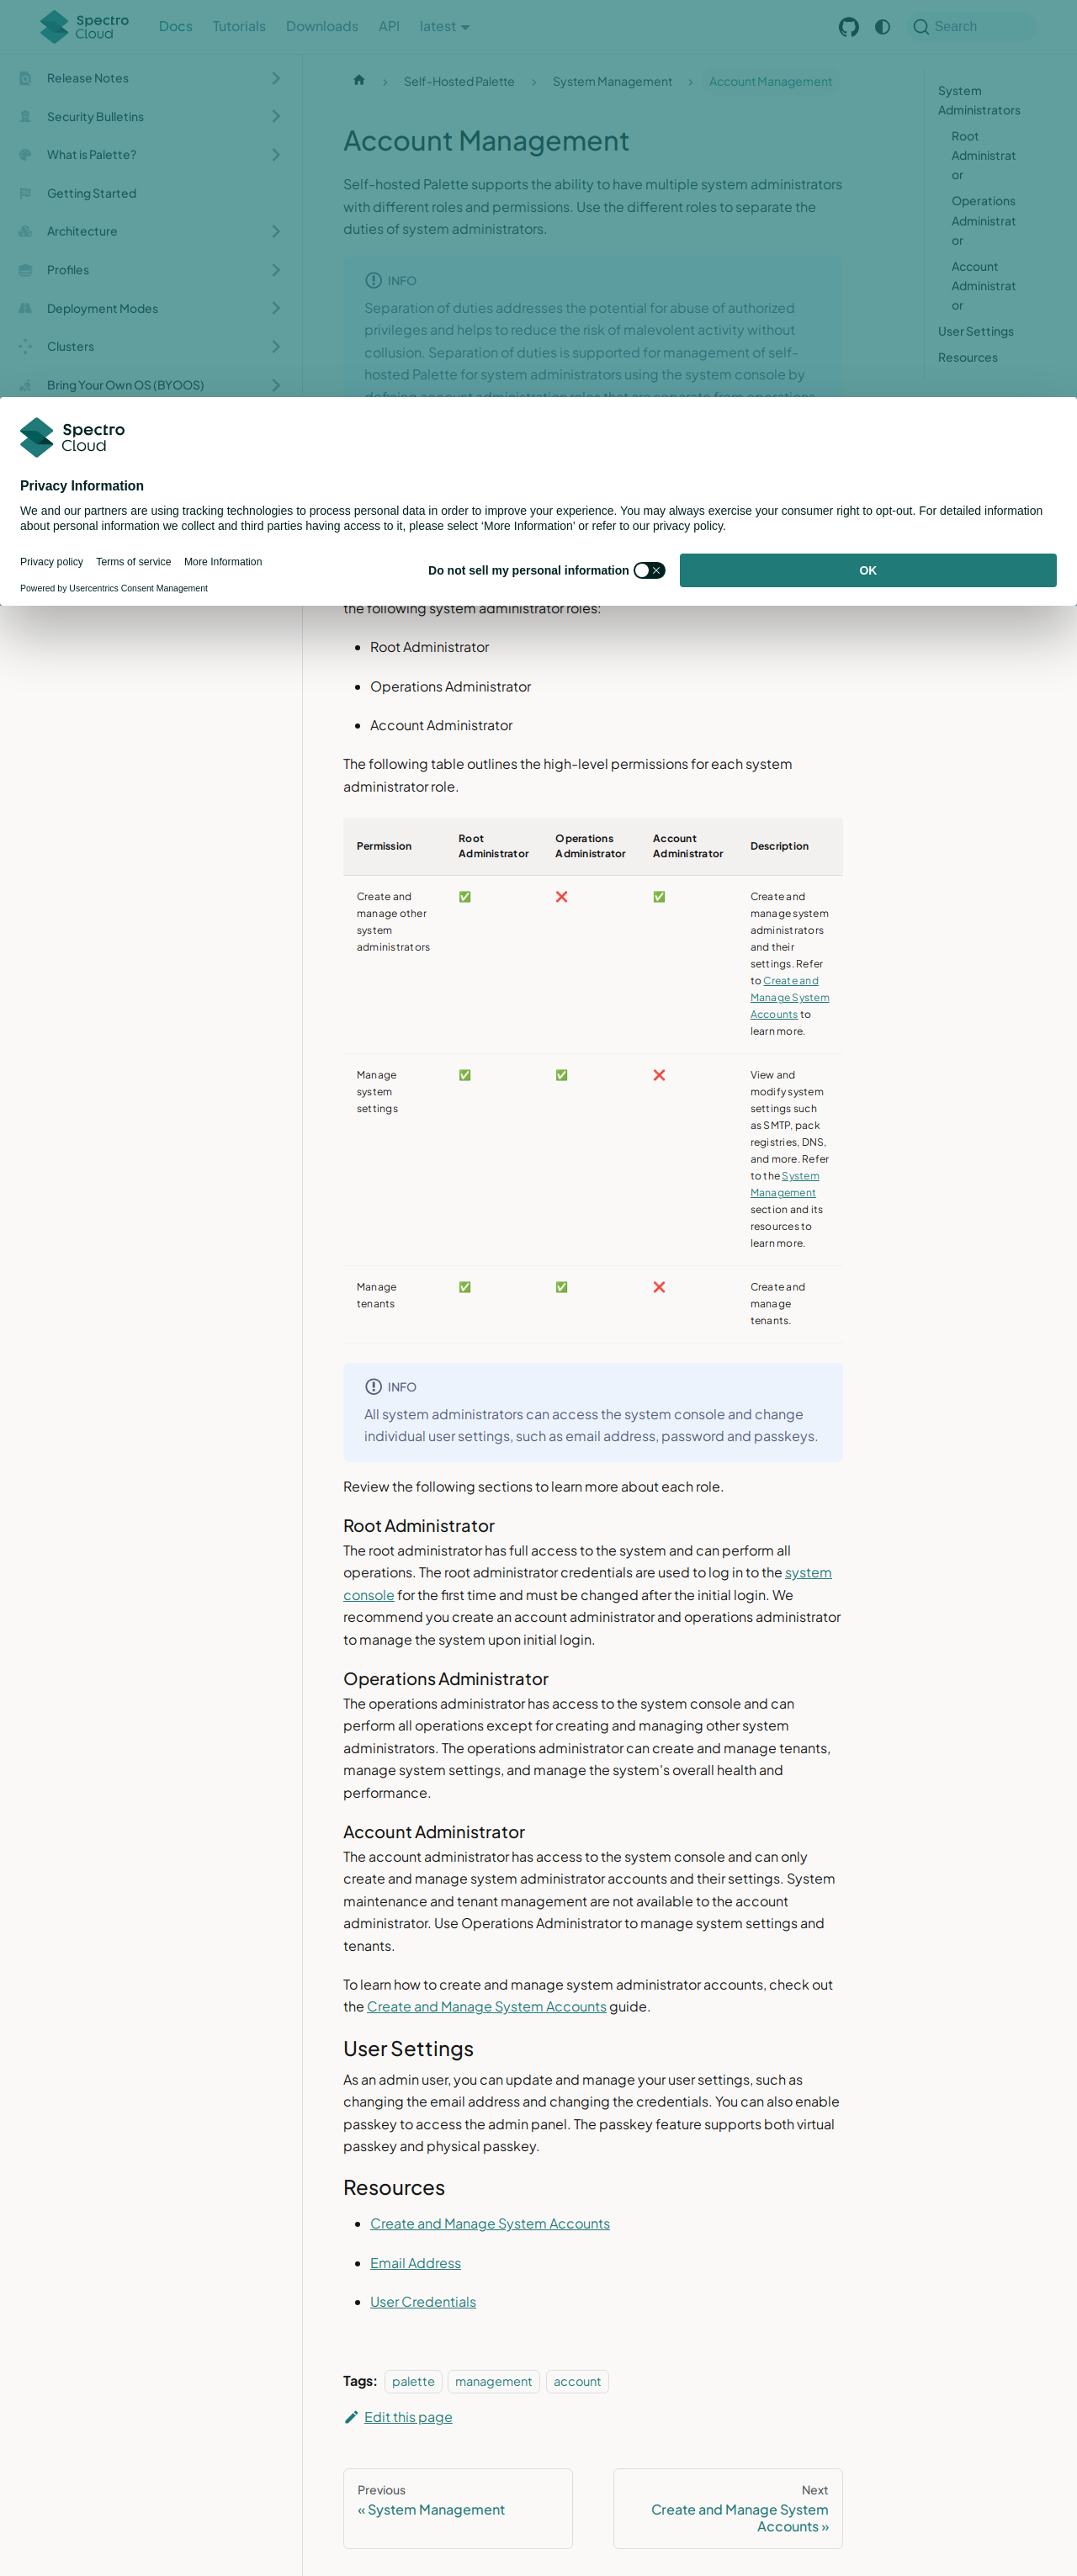 Spectro
Cloud
Docs
Tutorials
Downloads
API
latest
Search
Release Notes
Security Bulletins
What is Palette?
Getting Started
Architecture
Profiles
Deployment Modes
Clusters
Bring Your Own OS (BYOOS)
Self-Hosted Palette
System Management
Account Management
Account Management
Self-hosted Palette supports the ability to have multiple system administrators
with different roles and permissions. Use the different roles to separate the
duties of system administrators.
INFO
Separation of duties addresses the potential for abuse of authorized
privileges and helps to reduce the risk of malevolent activity without
collusion. Separation of duties is supported for management of self-
hosted Palette for system administrators using the system console by
defining account administration roles that are separate from operations
System
Administrators
Root
Administrat
or
Operations
Administrat
or
Account
Administrat
or
User Settings
Resources
Spectro
Cloud
Privacy Information
We and our partners are using tracking technologies to process personal data in order to improve your experience. You may always exercise your consumer right to opt-out. For detailed information
about personal information we collect and third parties having access to it, please select ‘More Information’ or refer to our privacy policy.
Privacy policy
Terms of service
More Information
Powered by Usercentrics Consent Management
Do not sell my personal information
OK
the following system administrator roles:
Root Administrator
Operations Administrator
Account Administrator
The following table outlines the high-level permissions for each system
administrator role.
Permission
Root
Administrator
Operations
Administrator
Account
Administrator
Description
Create and
manage other
system
administrators
✅
❌
✅
Create and
manage system
administrators
and their
settings. Refer
to Create and
Manage System
Accounts to
learn more.
Manage
system
settings
✅
✅
❌
View and
modify system
settings such
as SMTP, pack
registries, DNS,
and more. Refer
to the System
Management
section and its
resources to
learn more.
Manage
tenants
✅
✅
❌
Create and
manage
tenants.
INFO
All system administrators can access the system console and change
individual user settings, such as email address, password and passkeys.
Review the following sections to learn more about each role.
Root Administrator
The root administrator has full access to the system and can perform all
operations. The root administrator credentials are used to log in to the system
console for the first time and must be changed after the initial login. We
recommend you create an account administrator and operations administrator
to manage the system upon initial login.
Operations Administrator
The operations administrator has access to the system console and can
perform all operations except for creating and managing other system
administrators. The operations administrator can create and manage tenants,
manage system settings, and manage the system's overall health and
performance.
Account Administrator
The account administrator has access to the system console and can only
create and manage system administrator accounts and their settings. System
maintenance and tenant management are not available to the account
administrator. Use Operations Administrator to manage system settings and
tenants.
To learn how to create and manage system administrator accounts, check out
the Create and Manage System Accounts guide.
User Settings
As an admin user, you can update and manage your user settings, such as
changing the email address and changing the credentials. You can also enable
passkey to access the admin panel. The passkey feature supports both virtual
passkey and physical passkey.
Resources
Create and Manage System Accounts
Email Address
User Credentials
Tags:
palette
management
account
Edit this page
Previous
« System Management
Next
Create and Manage System
Accounts »